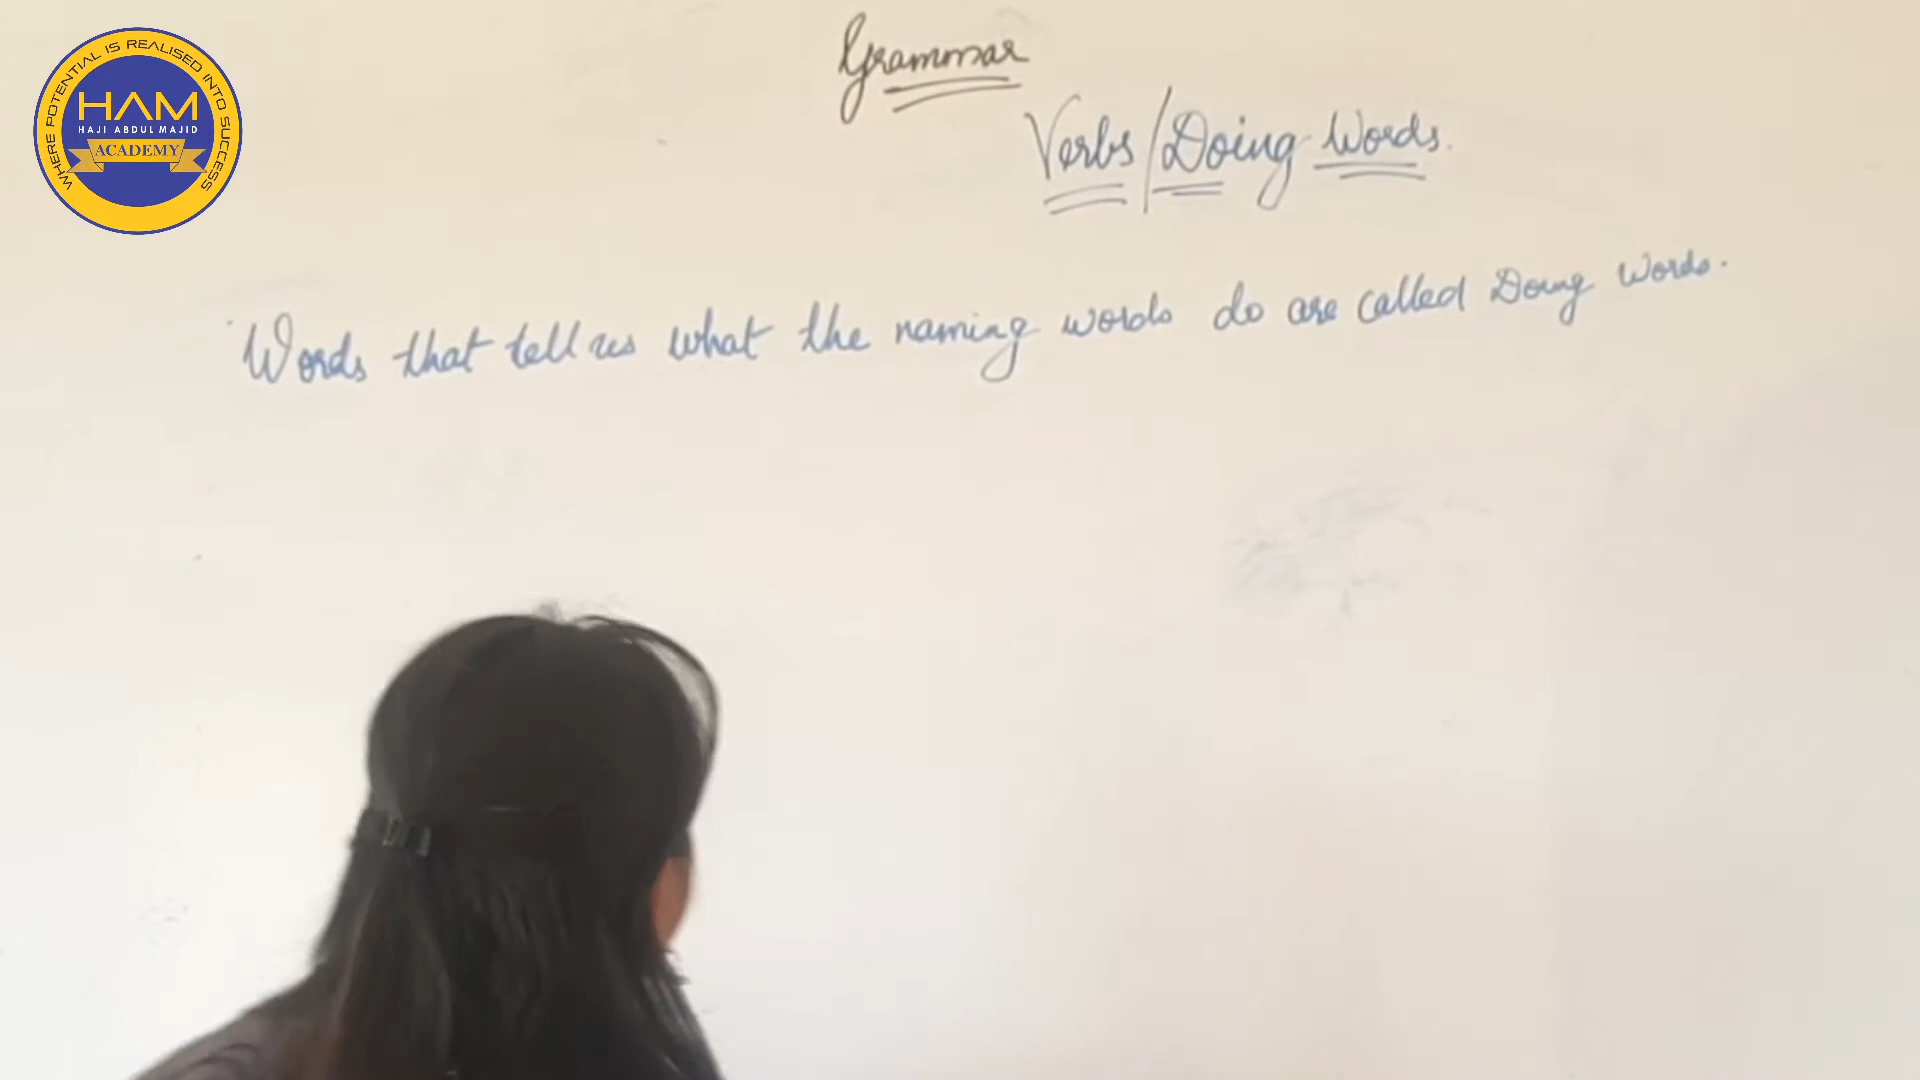 WHERE POTENTIAL IS REALISED INTO SUCCESS
HAM
HAJI ABDUL MAJID
ACADEMY
Grammar
Verbs/Doing Words.
Words that tell us what the naming words do are called Doing Words.